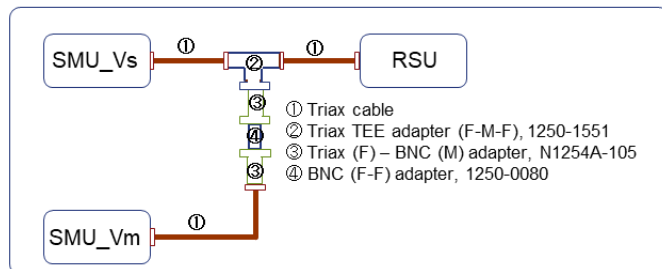 ① ①
SMU_Vs ② RSU
③
④
③
① Triax cable
② Triax TEE adapter (F-M-F), 1250-1551
③ Triax (F) – BNC (M) adapter, N1254A-105
④ BNC (F-F) adapter, 1250-0080
①
SMU_Vm